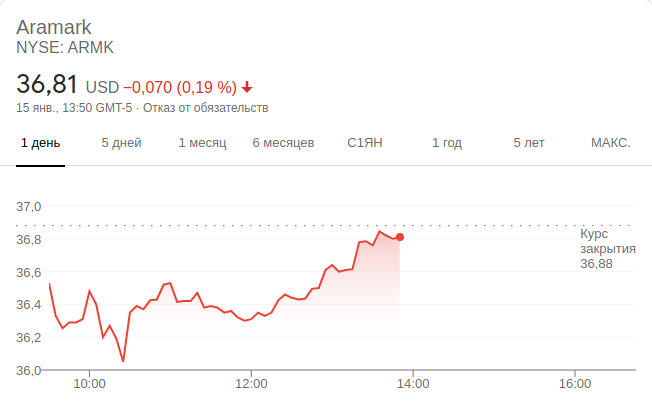 Aramark
NYSE: ARMK
36,81 USD −0,070 (0,19 %)
15 янв., 13:50 GMT-5 · Отказ от обязательств
1 день 5 дней 1 месяц 6 месяцев С1ЯН 1 год 5 лет МАКС.
37,0
36,8
36,6
36,4
36,2
36,0
Курс
закрытия
36,88
10:00 12:00 14:00 16:00